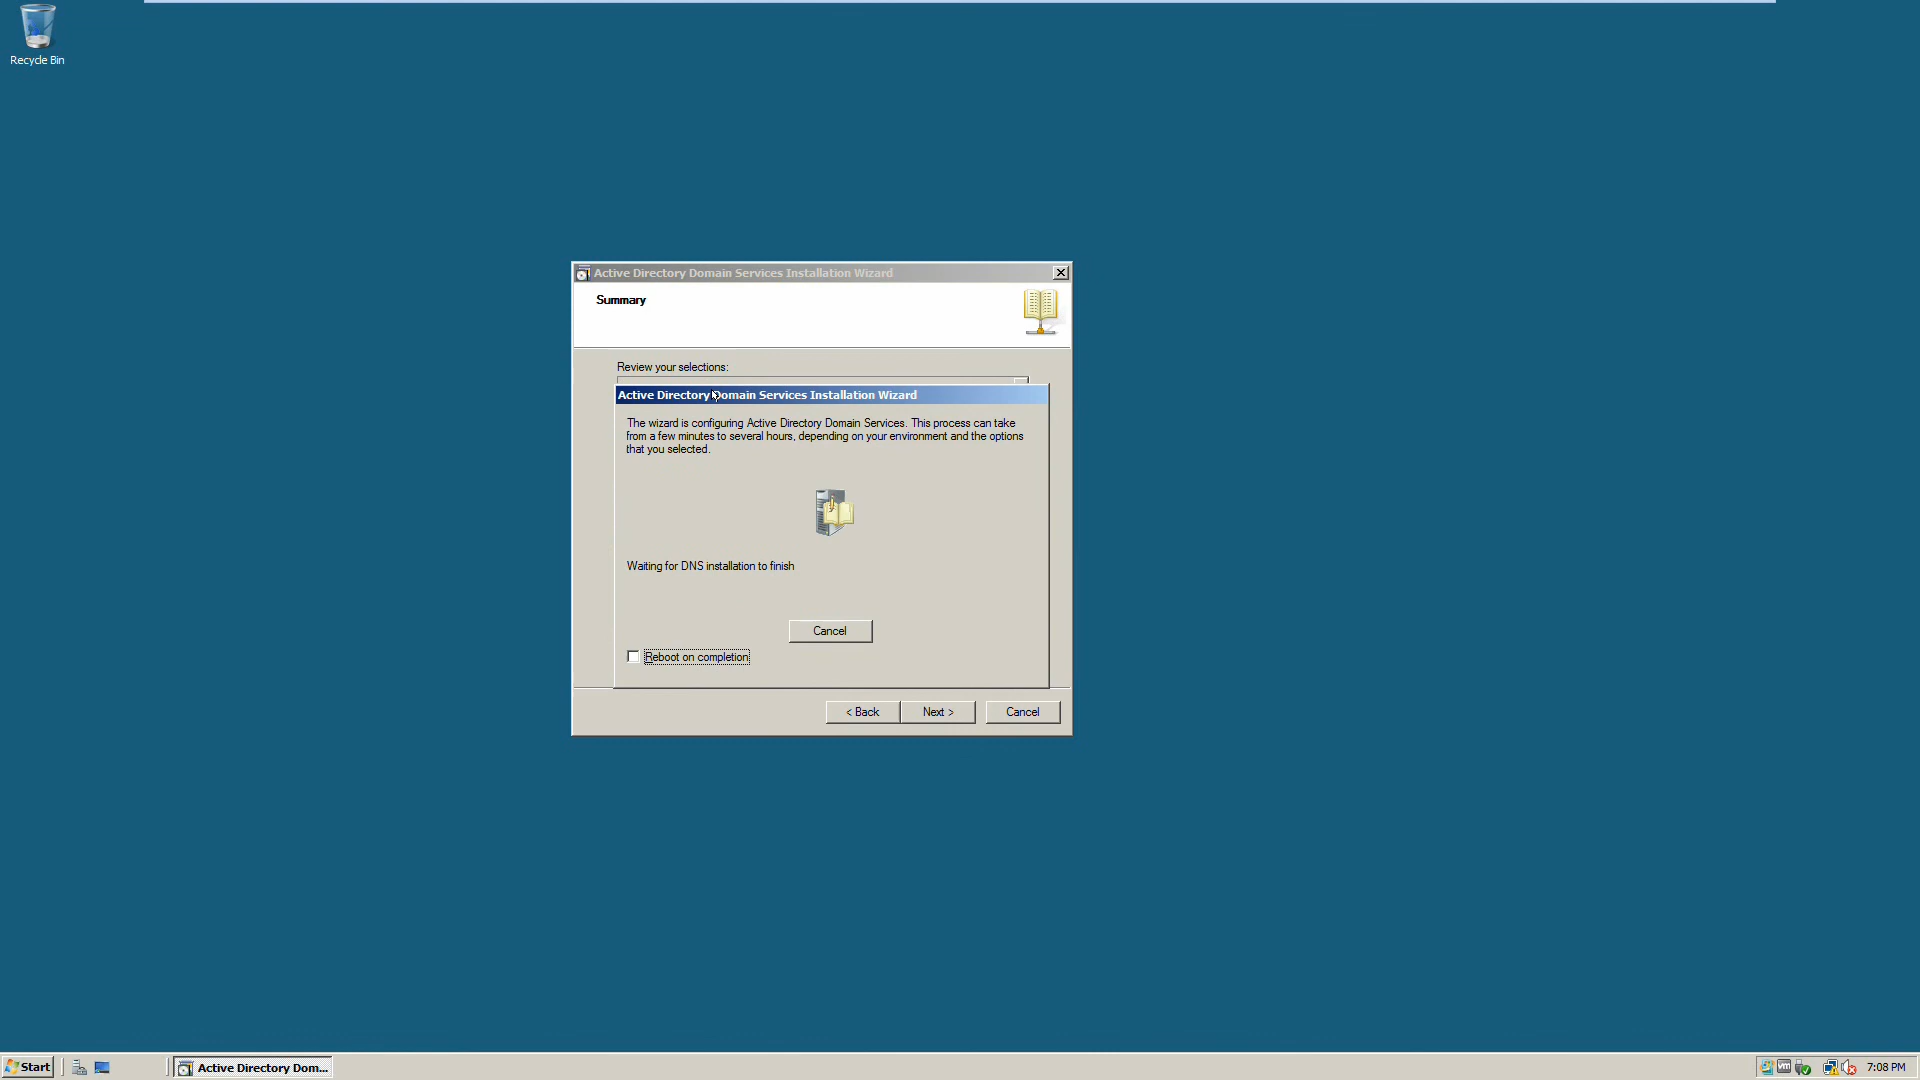 Recycle Bin
Active Directory Domain Services Installation Wizard
Summary
Review your selections:
Active Directory Domain Services Installation Wizard
The wizard is configuring Active Directory Domain Services. This process can take
from a few minutes to several hours, depending on your environment and the options
that you selected.
Waiting for DNS installation to finish
Cancel
Reboot on completion
< Back
Next >
Cancel
Start
Active Directory Dom...
vm
7:08 PM